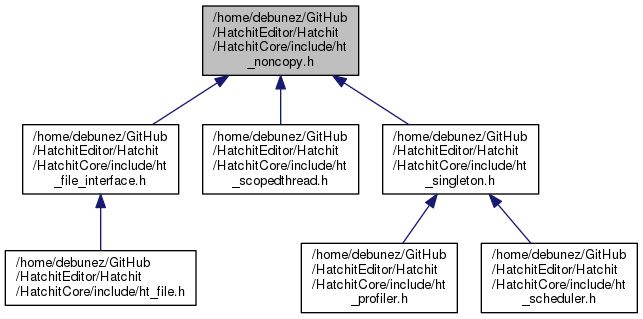 /home/debunez/GitHub
/HatchitEditor/Hatchit
/HatchitCore/include/ht
_noncopy.h
/home/debunez/GitHub
/HatchitEditor/Hatchit
/HatchitCore/include/ht
_file_interface.h
/home/debunez/GitHub
/HatchitEditor/Hatchit
/HatchitCore/include/ht
_scopedthread.h
/home/debunez/GitHub
/HatchitEditor/Hatchit
/HatchitCore/include/ht
_singleton.h
/home/debunez/GitHub
/HatchitEditor/Hatchit
/HatchitCore/include/ht_file.h
/home/debunez/GitHub
/HatchitEditor/Hatchit
/HatchitCore/include/ht
_profiler.h
/home/debunez/GitHub
/HatchitEditor/Hatchit
/HatchitCore/include/ht
_scheduler.h